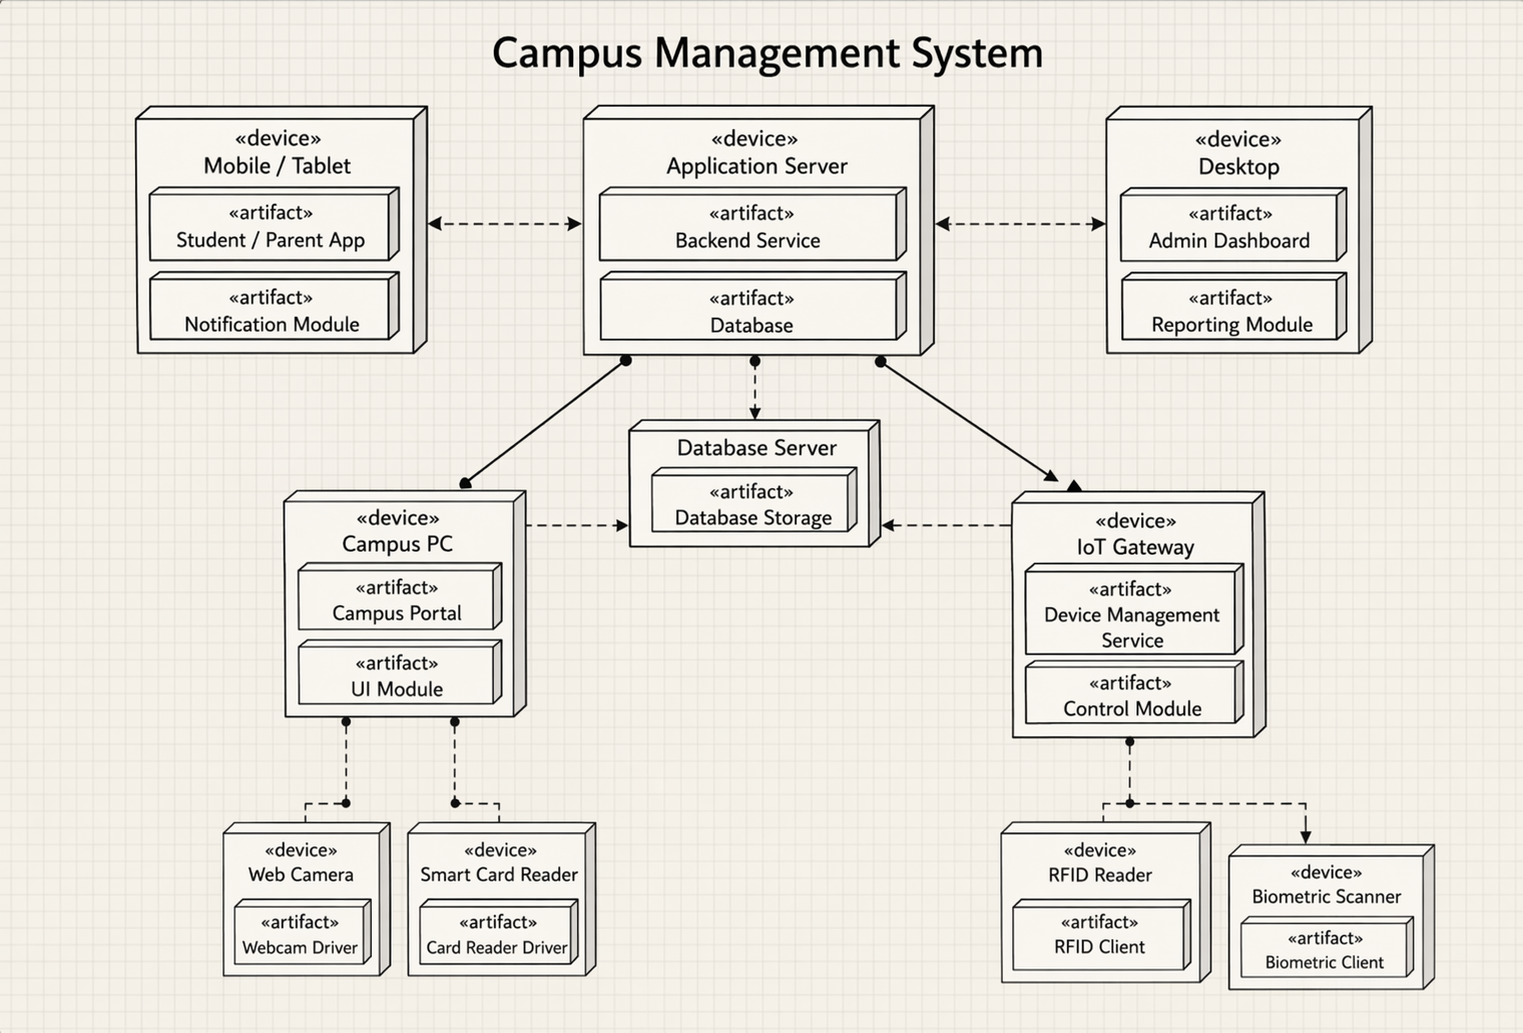 Campus Management System
«device»
Mobile / Tablet
«artifact»
Student / Parent App
«artifact»
Notification Module
«device»
Application Server
«artifact»
Backend Service
«artifact»
Database
«device»
Desktop
«artifact»
Admin Dashboard
«artifact»
Reporting Module
Database Server
«artifact»
Database Storage
«device»
Campus PC
«artifact»
Campus Portal
«artifact»
UI Module
«device»
IoT Gateway
«artifact»
Device Management
Service
«artifact»
Control Module
«device»
Web Camera
«artifact»
Webcam Driver
«device»
Smart Card Reader
«artifact»
Card Reader Driver
«device»
RFID Reader
«artifact»
RFID Client
«device»
Biometric Scanner
«artifact»
Biometric Client